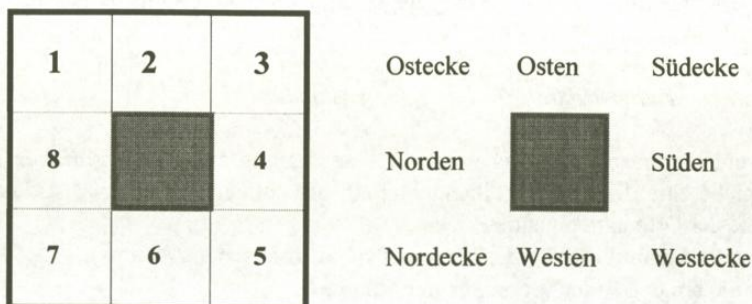 1 2 3 Ostecke Osten Südecke
8 4 Norden Süden
7 6 5 Nordecke Westen Westecke